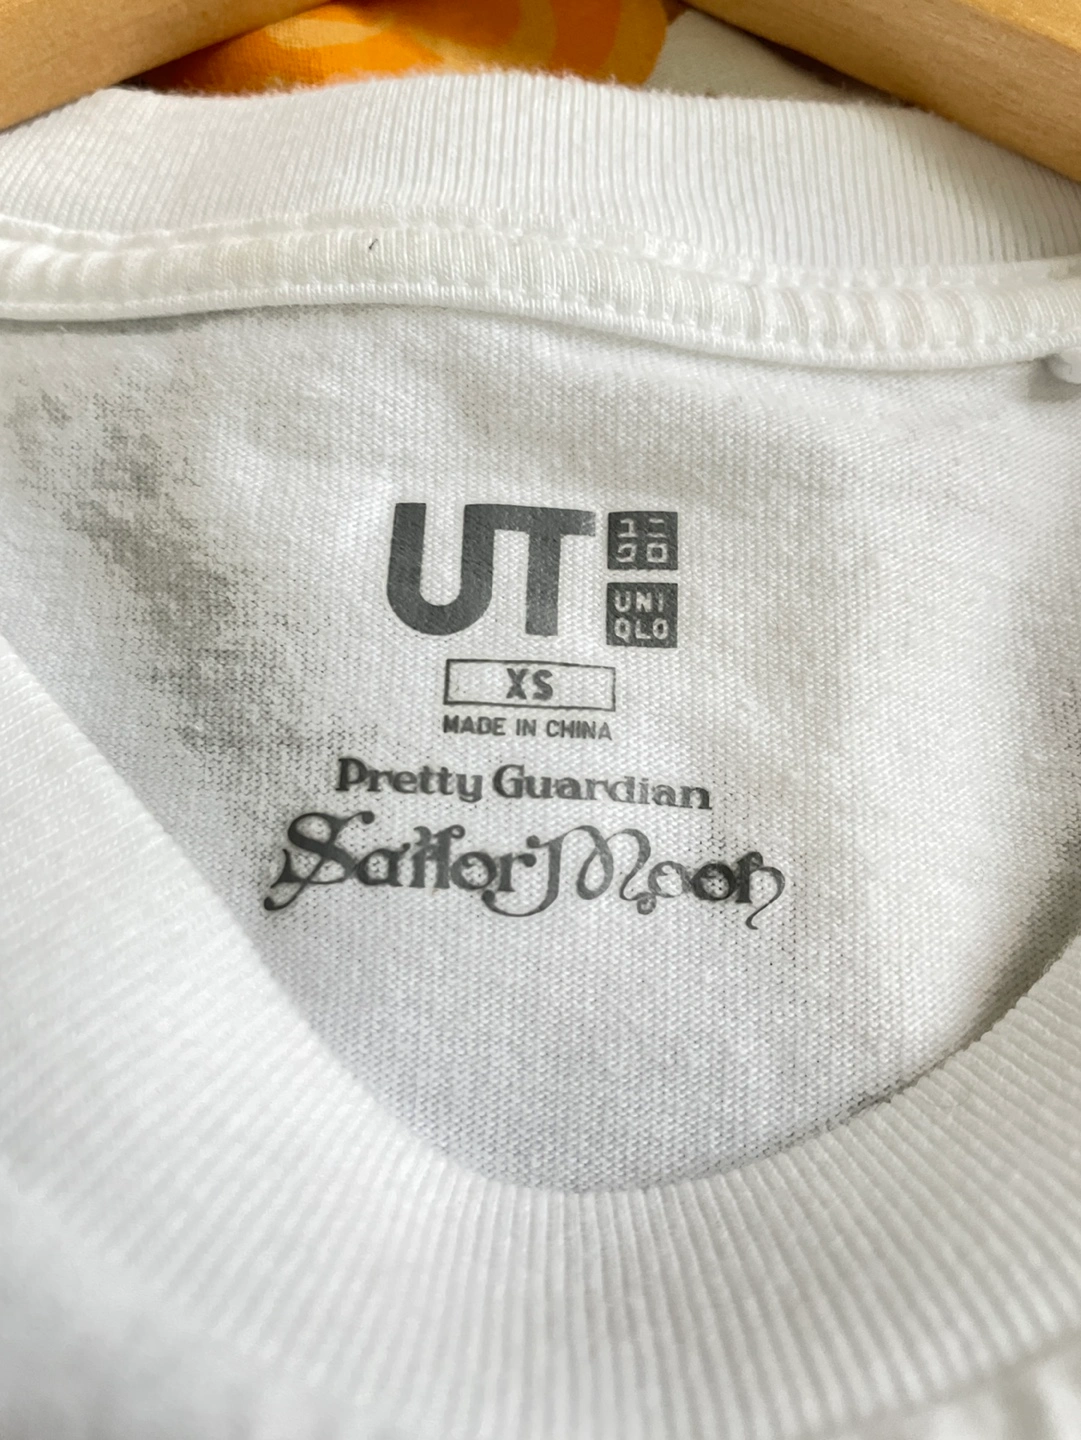 UT
ユニ
クロ
UNI
QLO
XS
MADE IN CHINA
Pretty Guardian
Sailor Moon